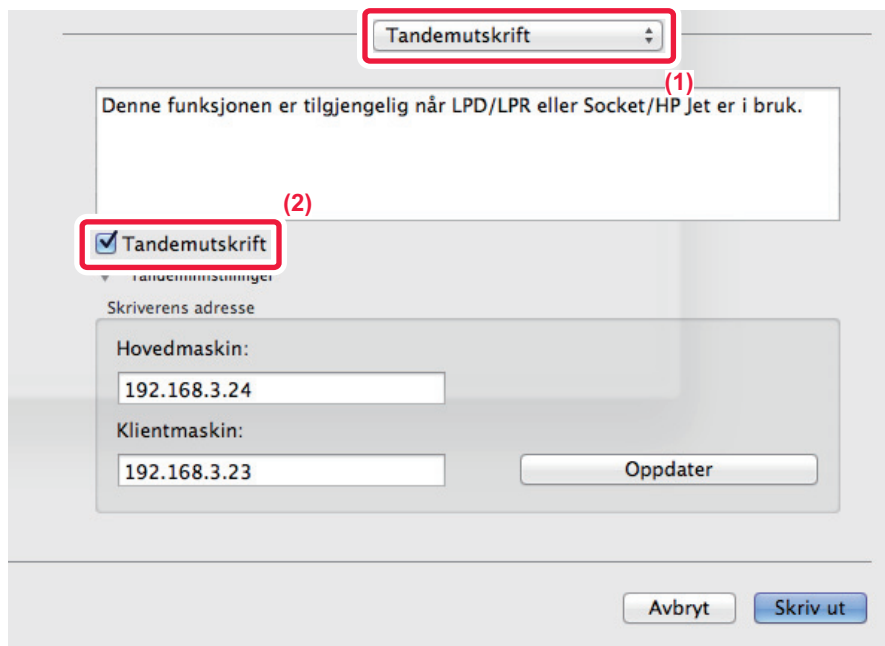 Tandemutskrift
(1)
Denne funksjonen er tilgjengelig når LPD/LPR eller Socket/HP Jet er i bruk.
(2)
Tandemutskrift
Tandeminnstillinger
Skriverens adresse
Hovedmaskin:
192.168.3.24
Klientmaskin:
192.168.3.23
Oppdater
Avbryt
Skriv ut